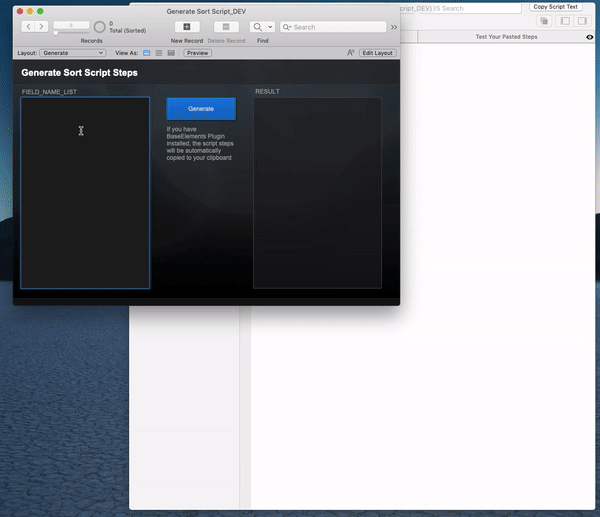 Generate Sort Script_DEV
Copy Script Text
Search
Test Your Pasted Steps
0
0
Total (Sorted)
Records
New Record
Delete Record
Find
Search
Layout:
Generate
View As:
Preview
Edit Layout
Generate Sort Script Steps
FIELD_NAME_LIST
Generate
If you have
BaseElements Plugin
installed, the script steps
will be automatically
copied to your clipboard
RESULT